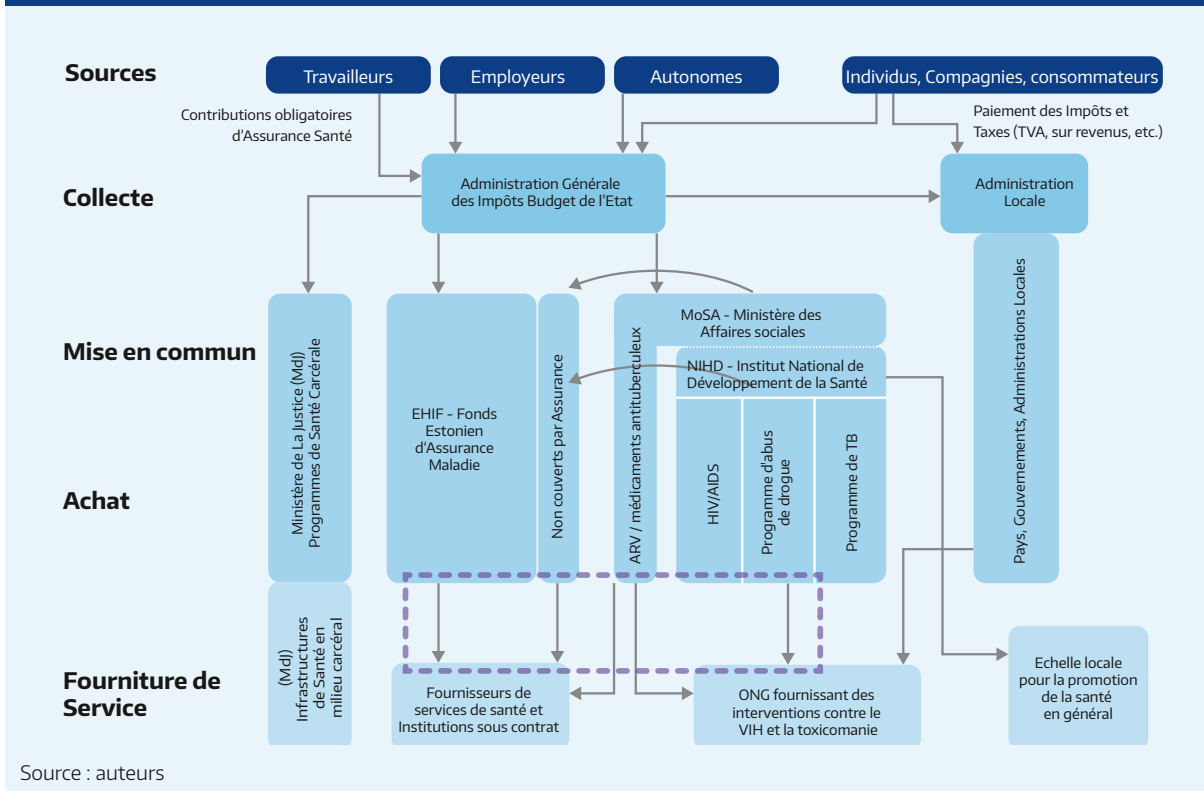 Sources
Travailleurs
Employeurs
Autonomes
Individus, Compagnies, consommateurs
Contributions obligatoires
d'Assurance Santé
Paiement des Impôts et
Taxes (TVA, sur revenus, etc.)
Collecte
Administration Générale
des Impôts Budget de l'Etat
Administration
Locale
Mise en commun
Achat
Ministère de La Justice (MdJ)
Programmes de Santé Carcérale
EHIF - Fonds
Estonien
d'Assurance
Maladie
Non couverts par Assurance
ARV / médicaments antituberculeux
MoSA - Ministère des
Affaires sociales
NIHD - Institut National de
Développement de la Santé
HIV/AIDS
Programme d'abus
de drogue
Programme de TB
Pays, Gouvernements, Administrations Locales
Fourniture de
Service
(MdJ)
Infrastructures
de Santé en
milieu carcéral
Fournisseurs de
services de santé et
Institutions sous contrat
ONG fournissant des
interventions contre le
VIH et la toxicomanie
Echelle locale
pour la promotion
de la santé
en général
Source : auteurs